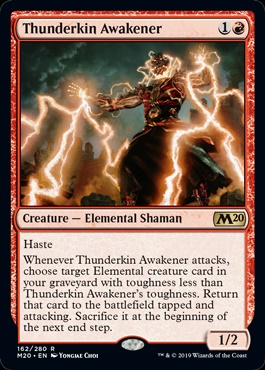 Thunderkin Awakener 1
Creature — Elemental Shaman M20
Haste
Whenever Thunderkin Awakener attacks,
choose target Elemental creature card in
your graveyard with toughness less than
Thunderkin Awakener's toughness. Return
that card to the battlefield tapped and
attacking. Sacrifice it at the beginning of
the next end step.
1/2
162/280 R
M20 • EN YONGJAE CHOI
™ & © 2019 Wizards of the Coast